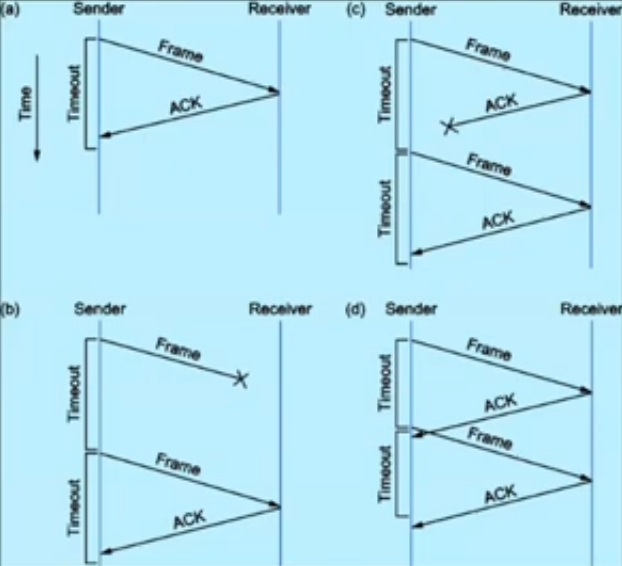 (a) Sender Receiver
Frame
Time
Timeout
ACK
(c) Sender Receiver
Frame
Timeout
ACK
Frame
Timeout
ACK
(b) Sender Receiver
Frame
Timeout
Frame
Timeout
ACK
(d) Sender Receiver
Frame
Timeout
ACK
Frame
Timeout
ACK